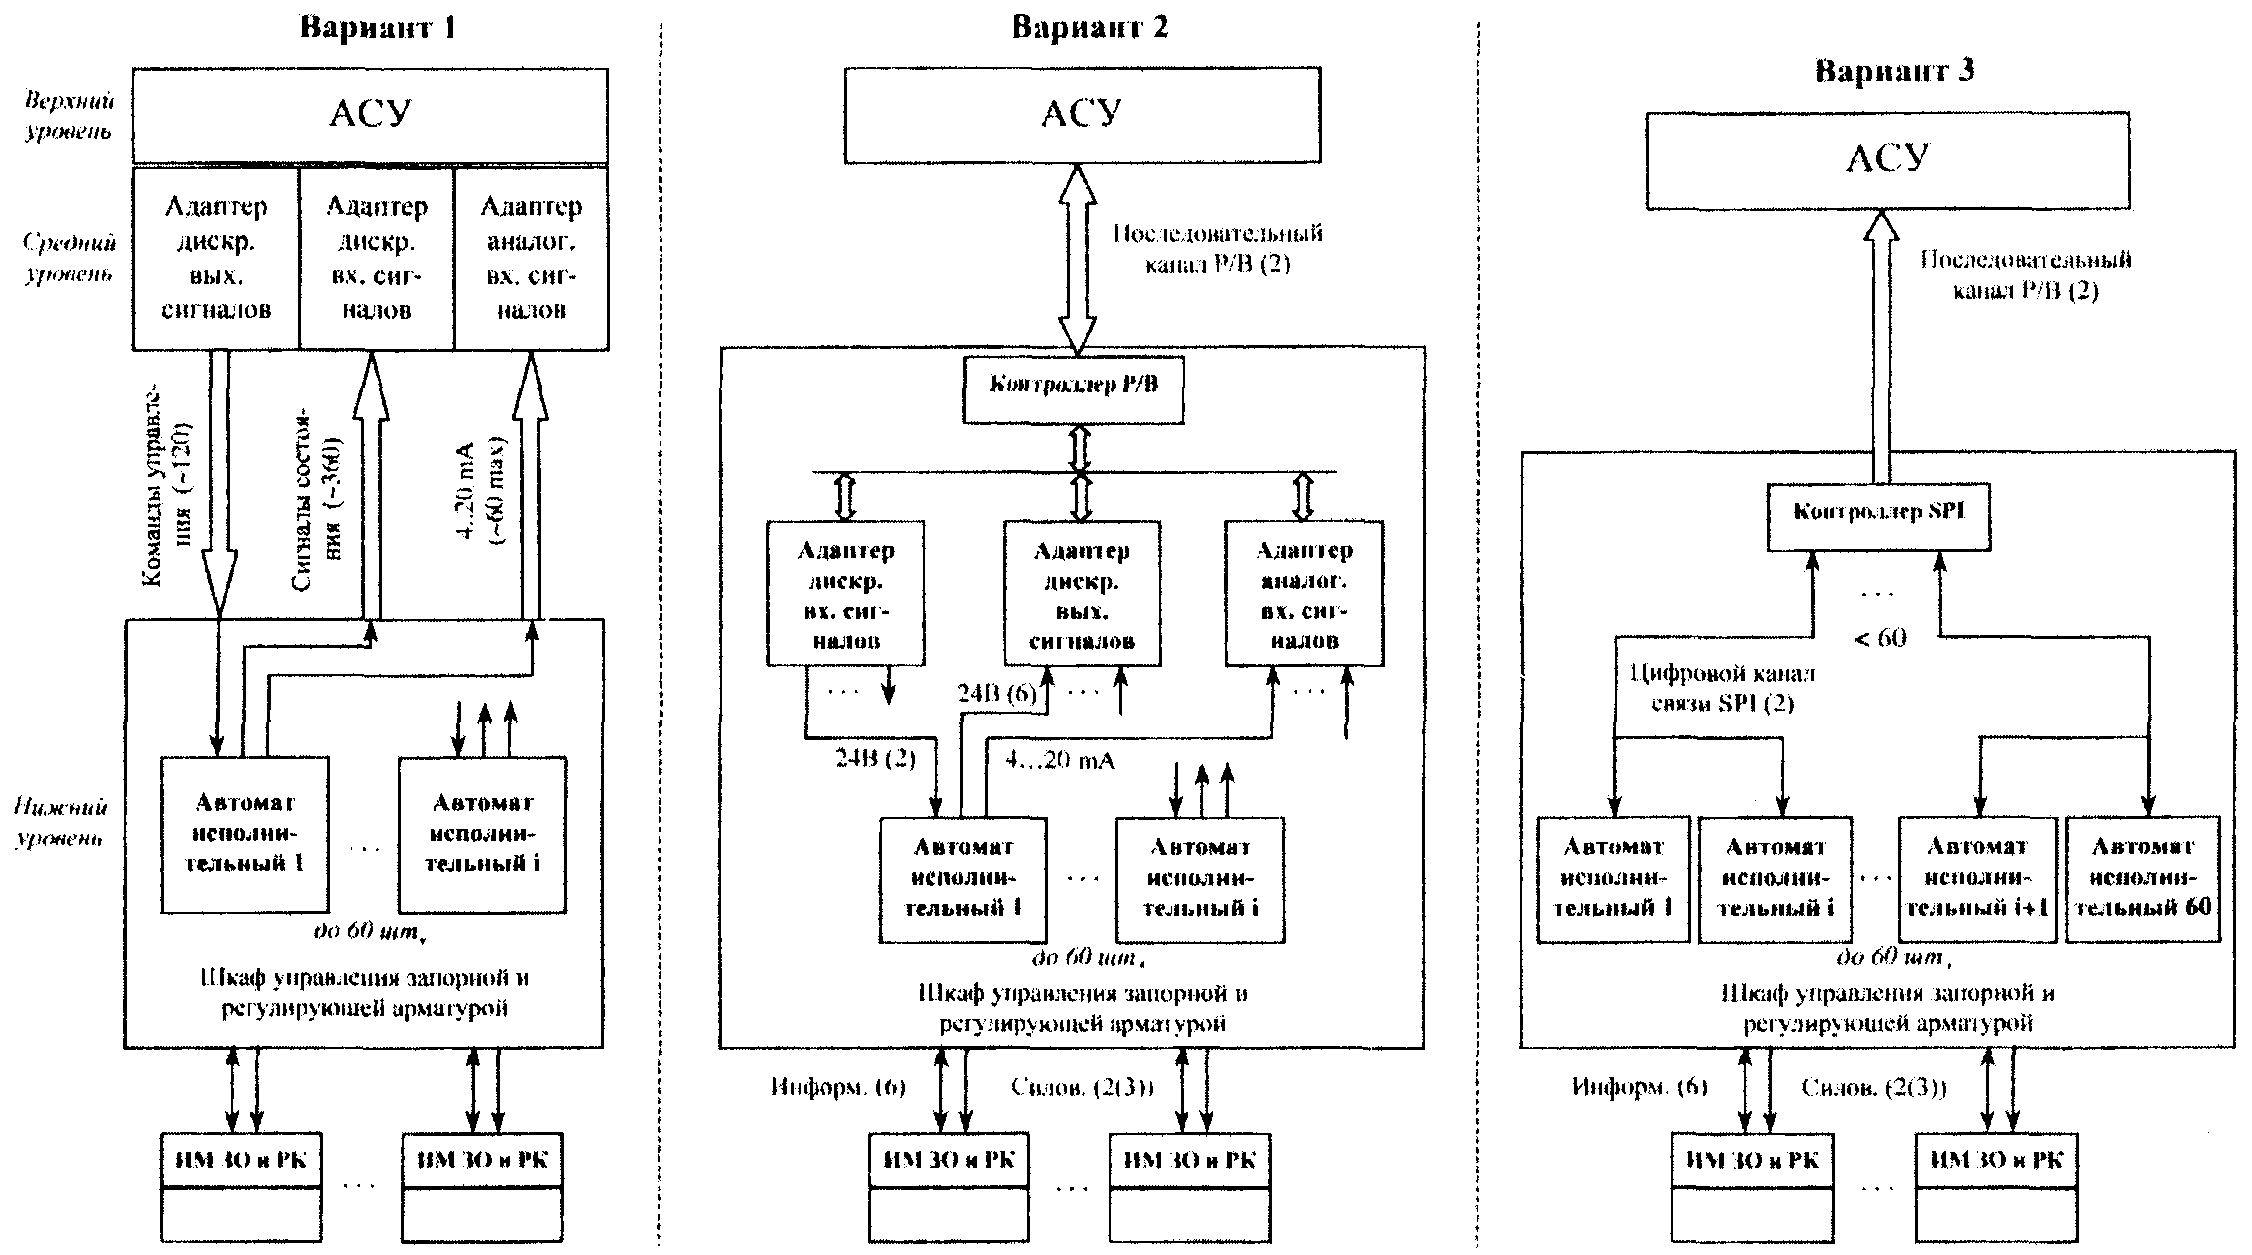 Вариант 1
Верхний
уровень
АСУ
Средний
уровень
Адаптер
дискр.
вых.
сигналов
Адаптер
дискр.
вх. сиг-
налов
Адаптер
аналог.
вх. сиг-
налов
Команды управле-
ния (~120)
Сигналы состоя-
ния (~360)
4..20 mA
(~60 max)
Нижний
уровень
Автомат
исполни-
тельный 1
. . .
Автомат
исполни-
тельный i
до 60 шт.
Шкаф управления запорной и
регулирующей арматурой
ИМ ЗО и РК
. . .
ИМ ЗО и РК
Вариант 2
АСУ
Последовательный
канал P/B (2)
Контроллер P/B
Адаптер
дискр.
вх. сиг-
налов
Адаптер
дискр.
вых.
сигналов
Адаптер
аналог.
вх. сиг-
налов
. . .
24В (6)
. . .
. . .
24В (2)
4…20 mA
Автомат
исполни-
тельный 1
. . .
Автомат
исполни-
тельный i
до 60 шт.
Шкаф управления запорной и
регулирующей арматурой
Информ. (6)
Силов. (2(3))
ИМ ЗО и РК
. . .
ИМ ЗО и РК
Вариант 3
АСУ
Последовательный
канал P/B (2)
Контроллер SPI
. . .
< 60
Цифровой канал
связи SPI (2)
Автомат
исполни-
тельный 1
Автомат
исполни-
тельный i
. . .
Автомат
исполни-
тельный i+1
Автомат
исполни-
тельный 60
до 60 шт.
Шкаф управления запорной и
регулирующей арматурой
Информ. (6)
Силов. (2(3))
ИМ ЗО и РК
. . .
ИМ ЗО и РК